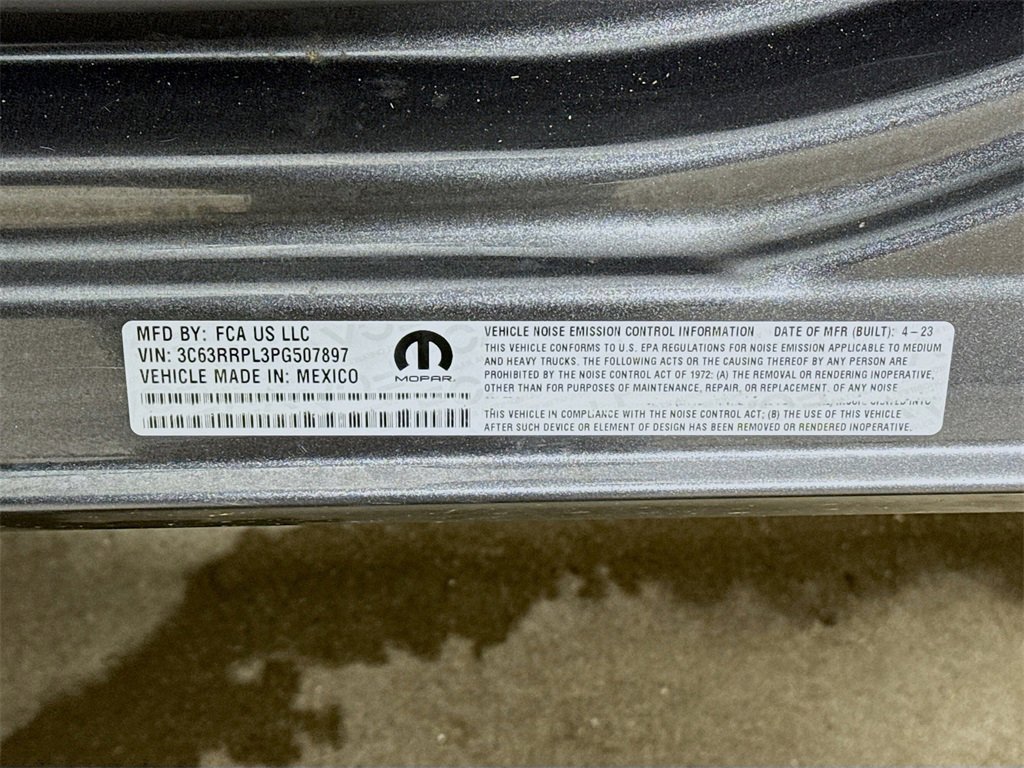 MFD BY: FCA US LLC
VIN: 3C63RRPL3PG507897
VEHICLE MADE IN: MEXICO
MOPAR
VEHICLE NOISE EMISSION CONTROL INFORMATION DATE OF MFR (BUILT): 4-23
THIS VEHICLE CONFORMS TO U.S. EPA REGULATIONS FOR NOISE EMISSION APPLICABLE TO MEDIUM
AND HEAVY TRUCKS. THE FOLLOWING ACTS OR THE CAUSING THEREOF BY ANY PERSON ARE
PROHIBITED BY THE NOISE CONTROL ACT OF 1972: (A) THE REMOVAL OR RENDERING INOPERATIVE,
OTHER THAN FOR PURPOSES OF MAINTENANCE, REPAIR, OR REPLACEMENT, OF ANY NOISE
THIS VEHICLE IN COMPLIANCE WITH THE NOISE CONTROL ACT; (B) THE USE OF THIS VEHICLE
AFTER SUCH DEVICE OR ELEMENT OF DESIGN HAS BEEN REMOVED OR RENDERED INOPERATIVE.